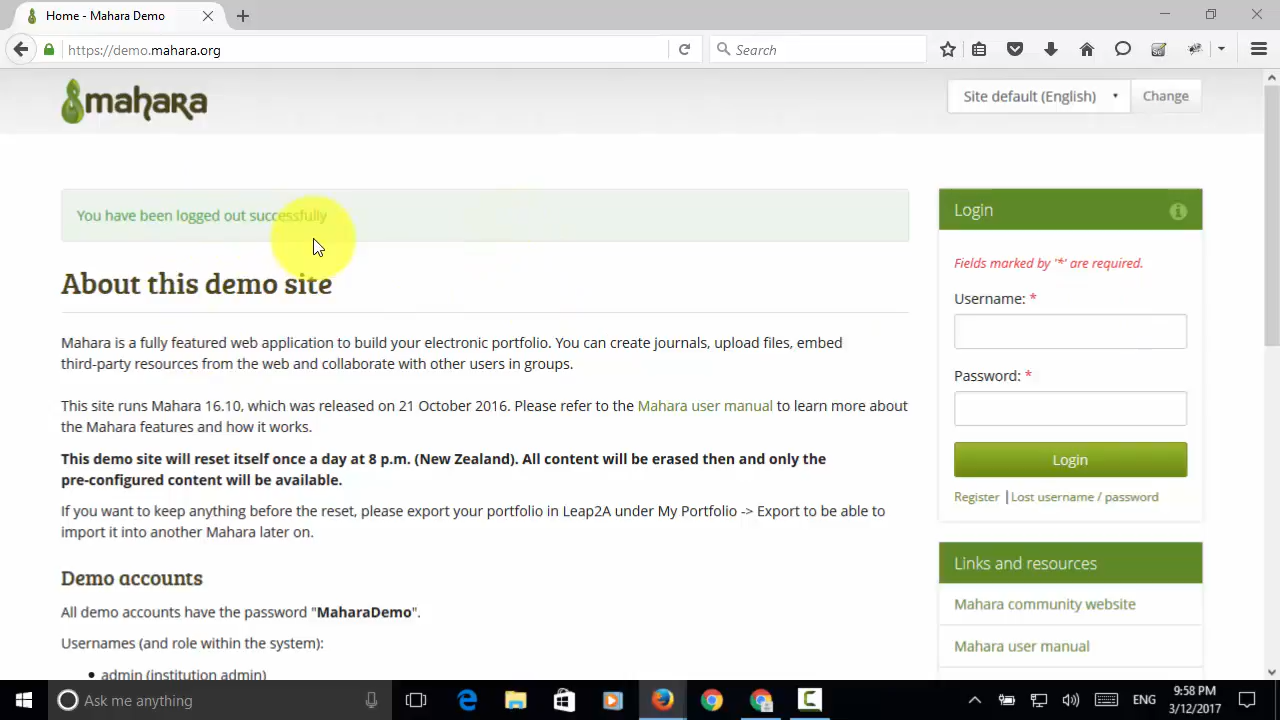 Home - Mahara Demo
https://demo.mahara.org
Search
mahara
Site default (English)
Change
You have been logged out successfully
About this demo site
Mahara is a fully featured web application to build your electronic portfolio. You can create journals, upload files, embed
third-party resources from the web and collaborate with other users in groups.
This site runs Mahara 16.10, which was released on 21 October 2016. Please refer to the Mahara user manual to learn more about
the Mahara features and how it works.
This demo site will reset itself once a day at 8 p.m. (New Zealand). All content will be erased then and only the
pre-configured content will be available.
If you want to keep anything before the reset, please export your portfolio in Leap2A under My Portfolio -> Export to be able to
import it into another Mahara later on.
Demo accounts
All demo accounts have the password "MaharaDemo".
Usernames (and role within the system):
• admin (institution admin)
Login
Fields marked by '*' are required.
Username: *
Password: *
Login
Register | Lost username / password
Links and resources
Mahara community website
Mahara user manual
Ask me anything
ENG
9:58 PM
3/12/2017